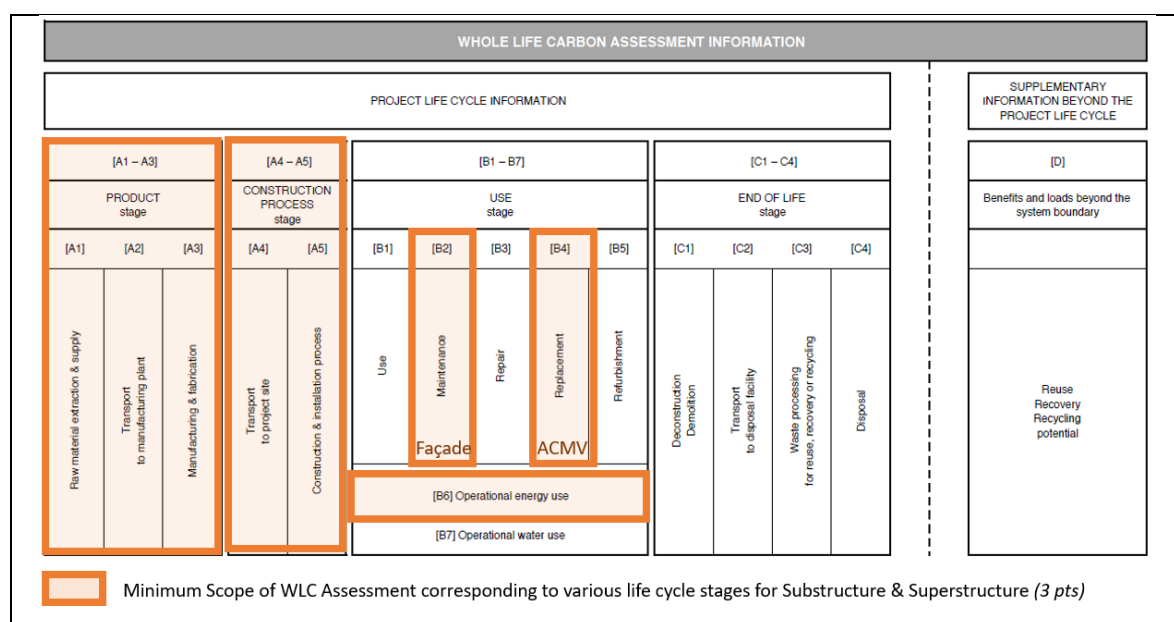 WHOLE LIFE CARBON ASSESSMENT INFORMATION
PROJECT LIFE CYCLE INFORMATION
SUPPLEMENTARY
INFORMATION BEYOND THE
PROJECT LIFE CYCLE
[A1 – A3]
[A4 – A5]
[B1 – B7]
[C1 – C4]
[D]
PRODUCT
stage
CONSTRUCTION
PROCESS
stage
USE
stage
END OF LIFE
stage
Benefits and loads beyond the
system boundary
[A1]
[A2]
[A3]
[A4]
[A5]
[B1]
[B2]
[B3]
[B4]
[B5]
[C1]
[C2]
[C3]
[C4]
Raw material extraction & supply
Transport
to manufacturing plant
Manufacturing & fabrication
Transport
to project site
Construction & installation process
Use
Maintenance
Façade
Repair
Replacement
ACMV
Refurbishment
[B6] Operational energy use
[B7] Operational water use
Deconstruction
Demolition
Transport
to disposal facility
Waste processing
for reuse, recovery or recycling
Disposal
Reuse
Recovery
Recycling
potential
Minimum Scope of WLC Assessment corresponding to various life cycle stages for Substructure & Superstructure (3 pts)